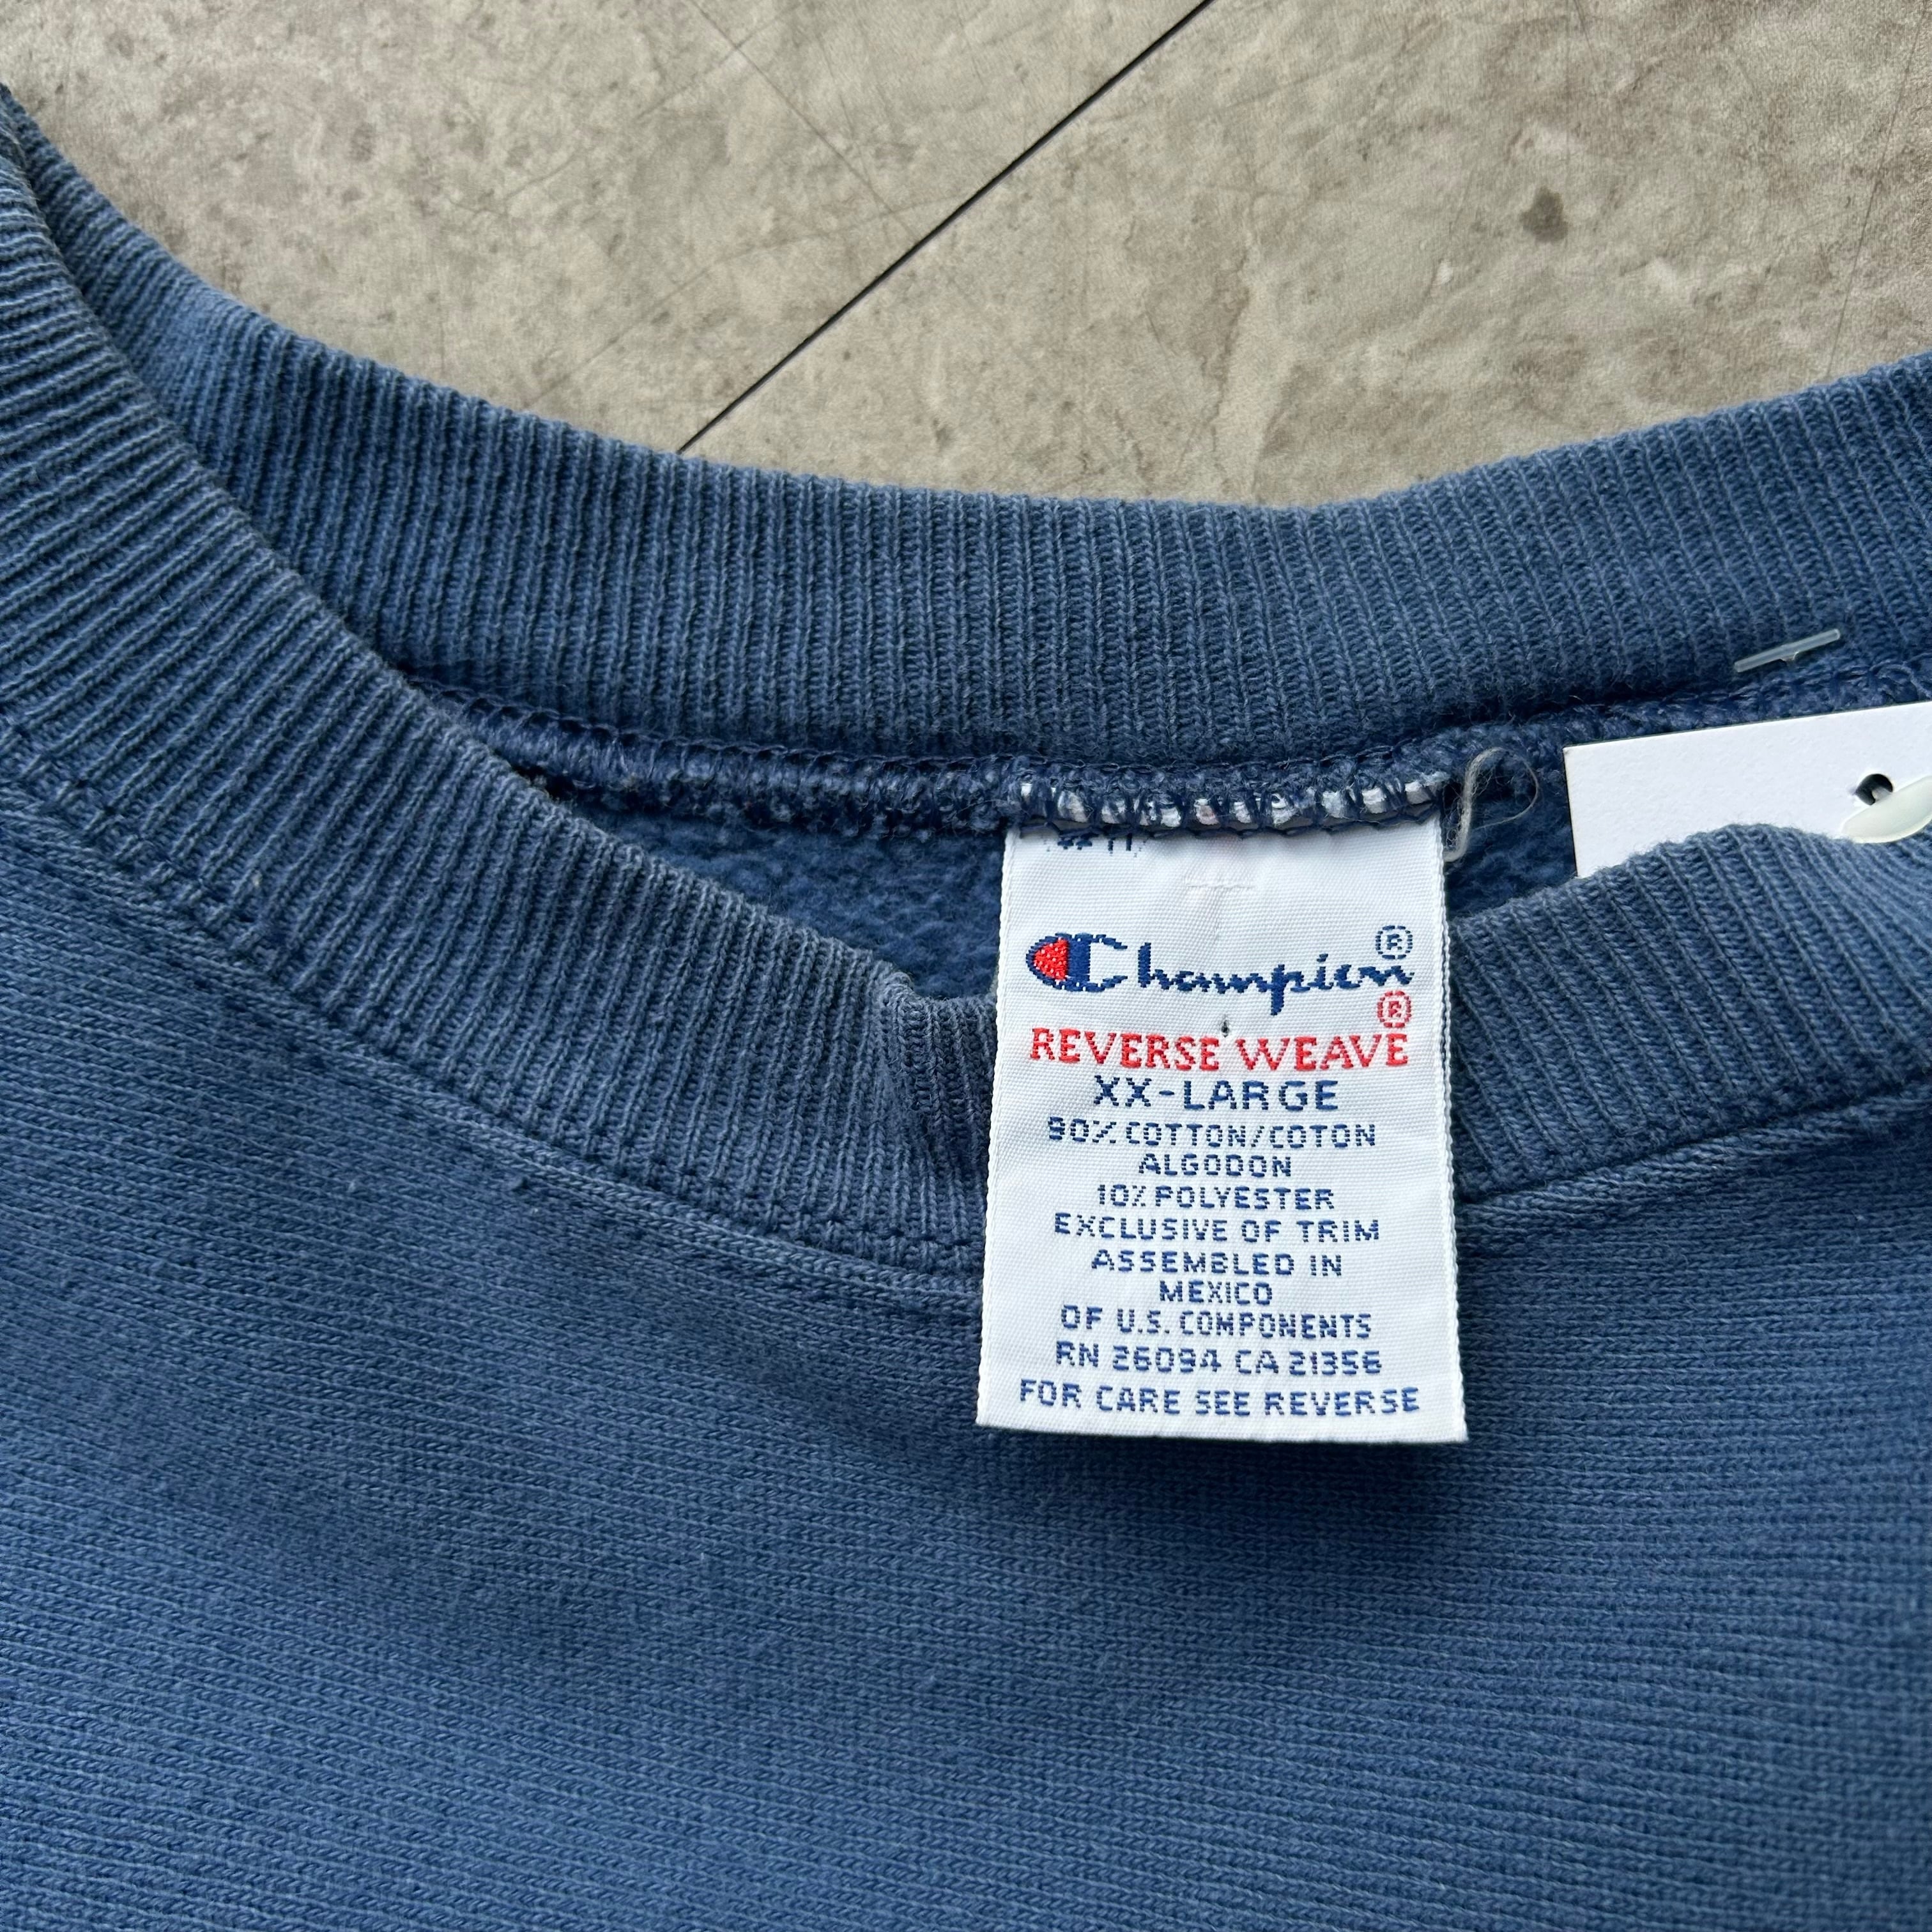 Champion®
REVERSE WEAVE®
XX-LARGE
90% COTTON/COTON
ALGODON
10% POLYESTER
EXCLUSIVE OF TRIM
ASSEMBLED IN
MEXICO
OF U.S. COMPONENTS
RN 26094 CA 21356
FOR CARE SEE REVERSE